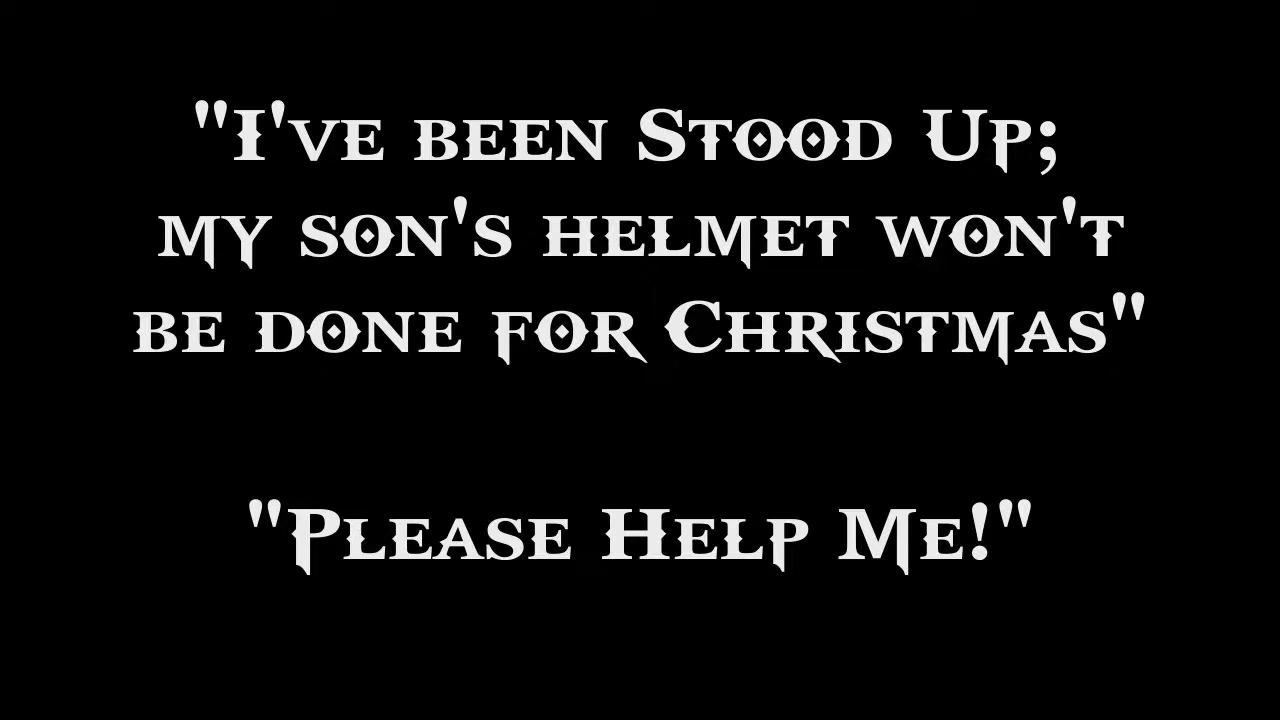 "I've been Stood Up;
my son's helmet won't
be done for Christmas"
"Please Help Me!"